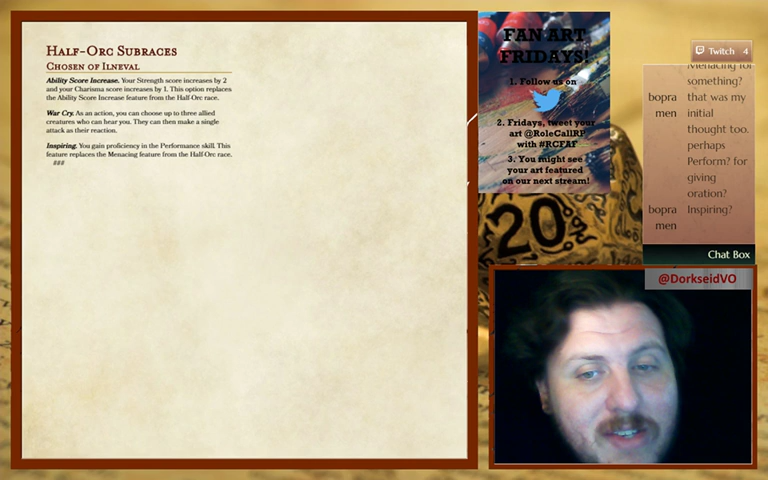 Half-Orc Subraces
Chosen of Ilneval
Ability Score Increase. Your Strength score increases by 2
and your Charisma score increases by 1. This option replaces
the Ability Score Increase feature from the Half-Orc race.
War Cry. As an action, you can choose up to three allied
creatures who can hear you. They can then make a single
attack as their reaction.
Inspiring. You gain proficiency in the Performance skill. This
feature replaces the Menacing feature from the Half-Orc race.
###
FAN ART
FRIDAYS!
1. Follow us on
2. Fridays, tweet your
art @RoleCallRP
with #RCFAF
3. You might see
your art featured
on our next stream!
20
Twitch 4
Menacing for
something?
bopra
men
that was my
initial
thought too.
perhaps
Perform? for
giving
oration?
bopra
men
Inspiring?
Chat Box
@DorkseidVO